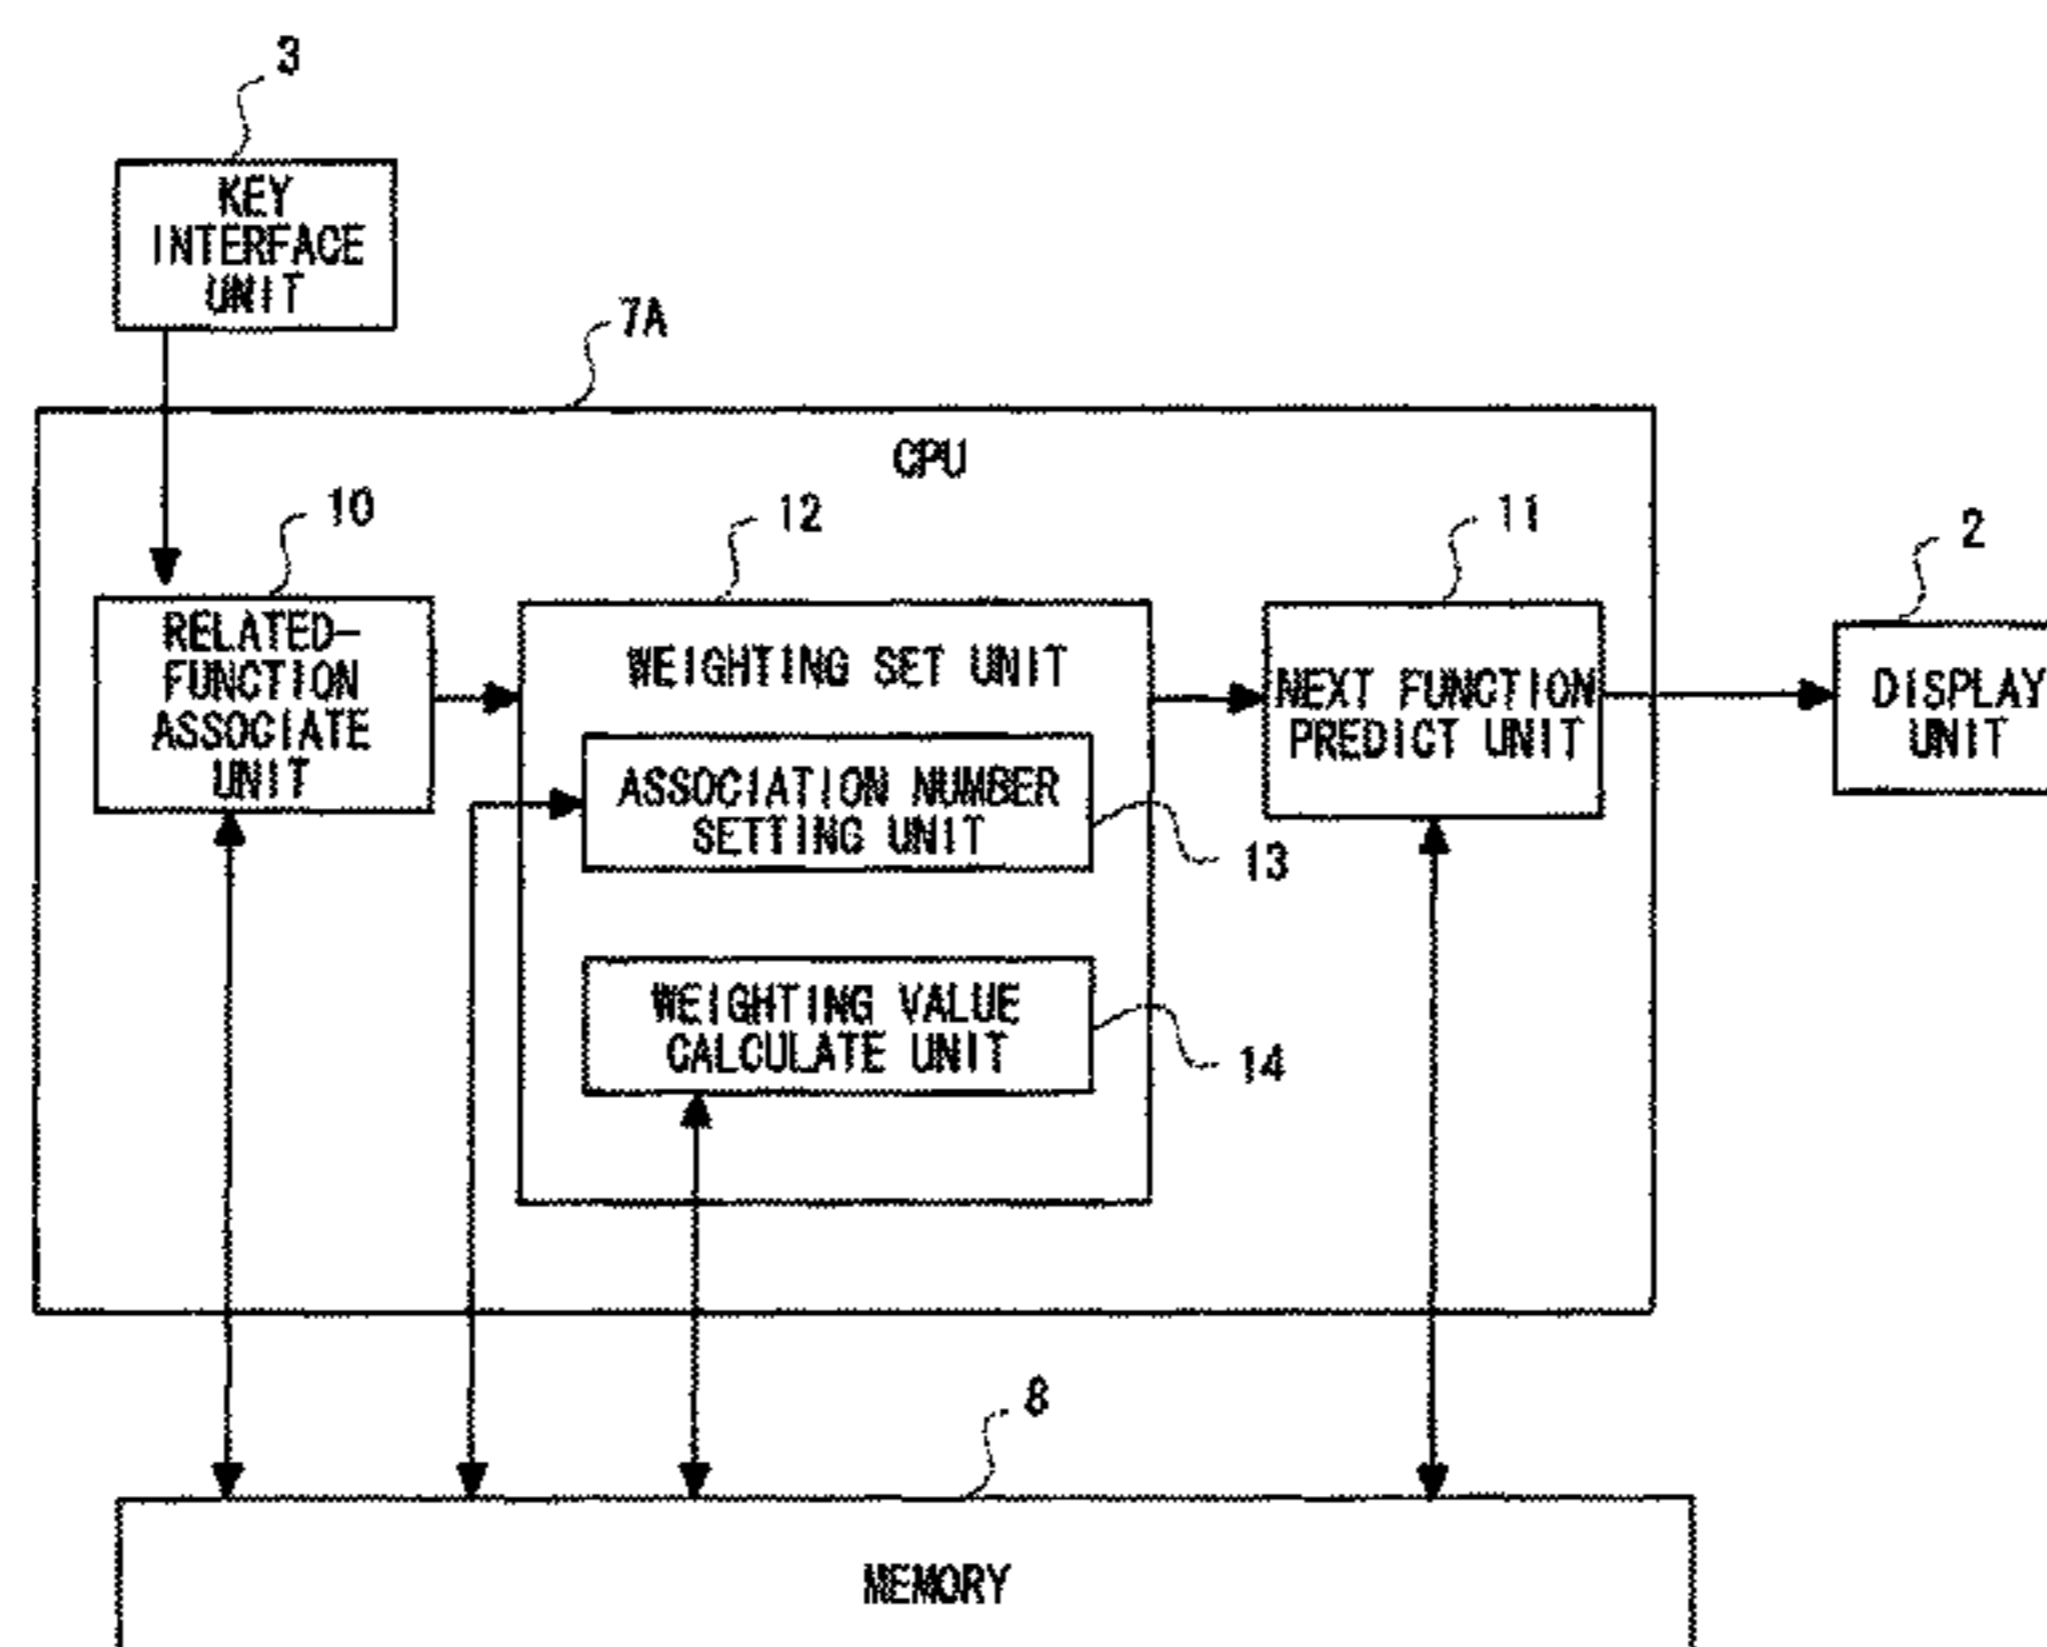 3
KEY
INTERFACE
UNIT
7A
CPU
10
12
11
2
RELATED-
FUNCTION
ASSOCIATE
UNIT
WEIGHTING SET UNIT
NEXT FUNCTION
PREDICT UNIT
DISPLAY
UNIT
ASSOCIATION NUMBER
SETTING UNIT
13
WEIGHTING VALUE
CALCULATE UNIT
14
8
MEMORY